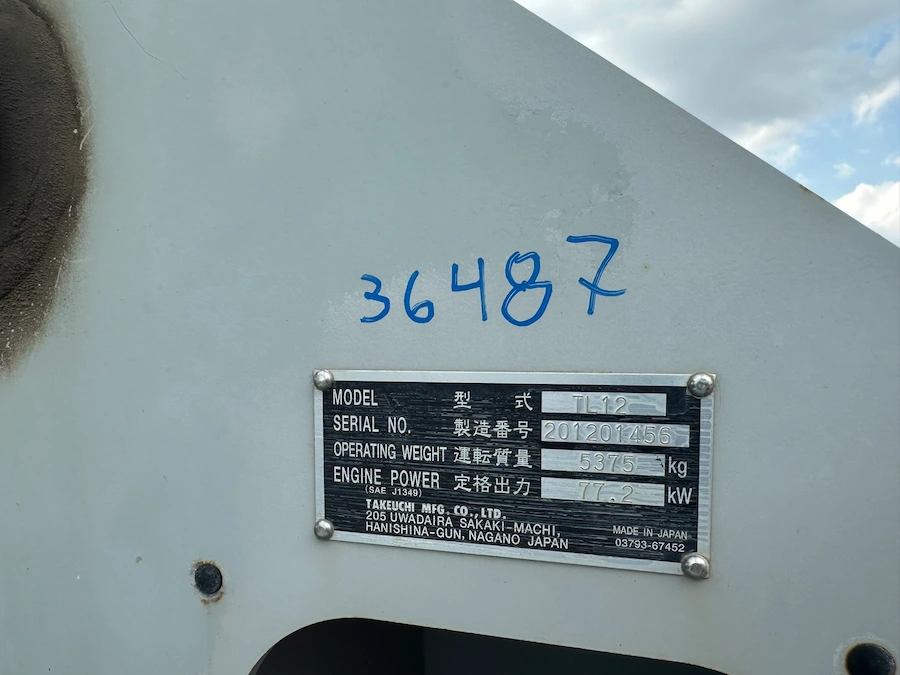 36487
MODEL 型式 TL12
SERIAL NO. 製造番号 201201456
OPERATING WEIGHT 運転質量 5375 kg
ENGINE POWER 定格出力 77.2 kW
(SAE J1349)
TAKEUCHI MFG. CO., LTD.
205 UWADAIRA SAKAKI-MACHI,
HANISHINA-GUN, NAGANO JAPAN
MADE IN JAPAN
03793-67452